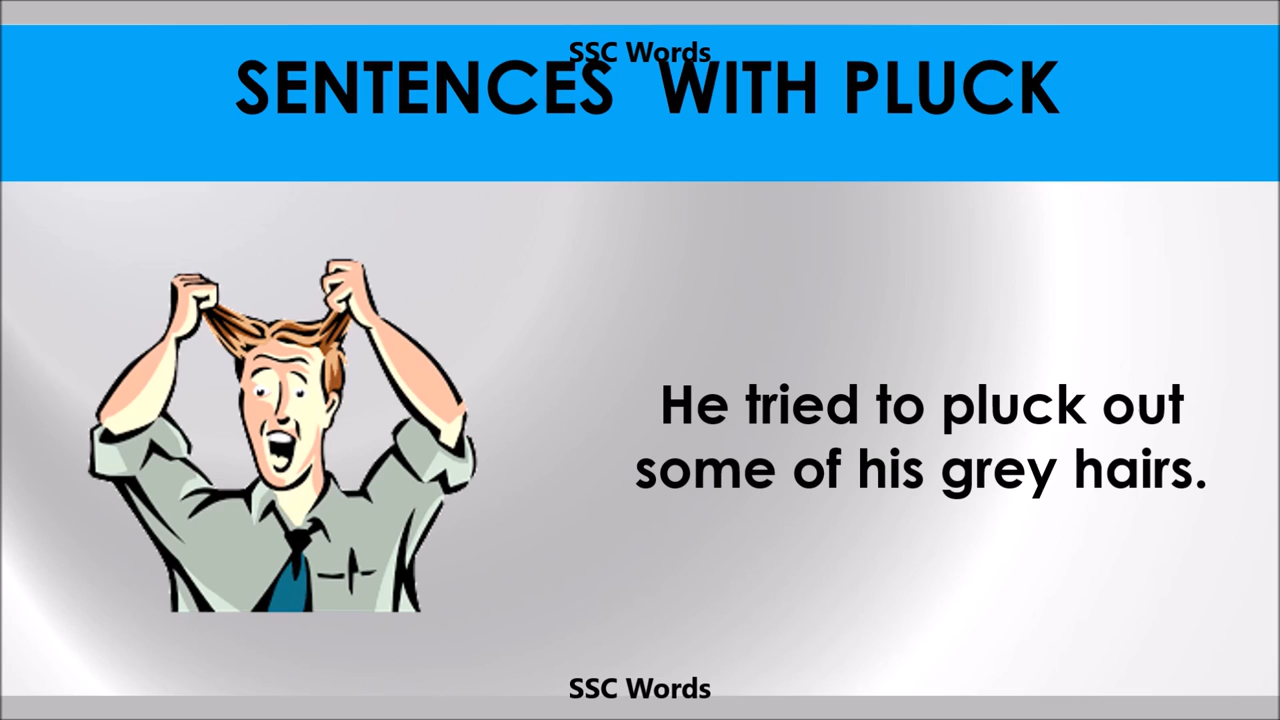 SSC Words
SENTENCES WITH PLUCK
He tried to pluck out
some of his grey hairs.
SSC Words